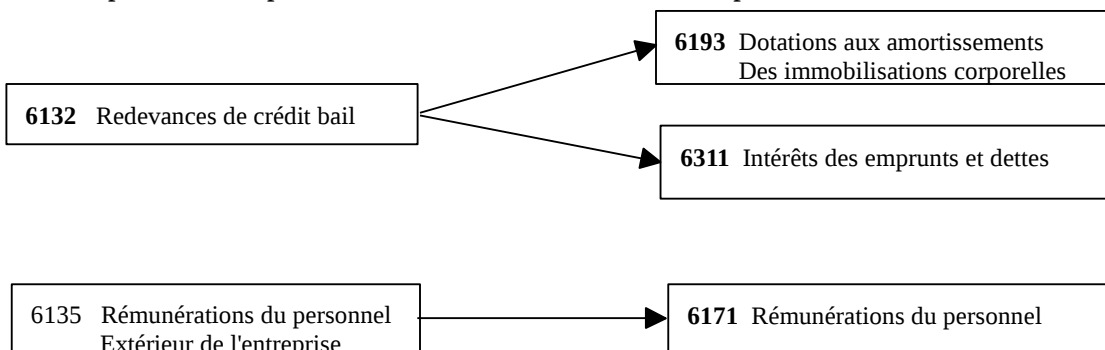 6193 Dotations aux amortissements
Des immobilisations corporelles
6132 Redevances de crédit bail
6311 Intérêts des emprunts et dettes
6135 Rémunérations du personnel
Extérieur de l'entreprise
6171 Rémunérations du personnel